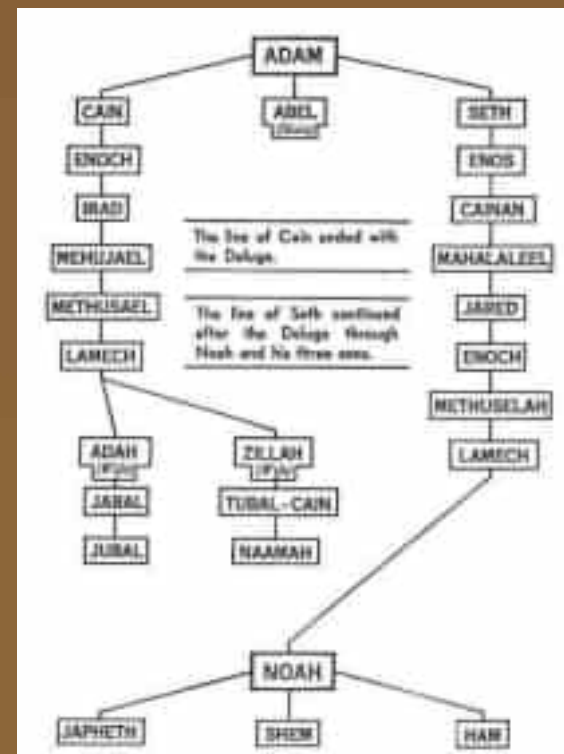 ADAM
CAIN
ABEL
SETH
ENOCH
ENOS
IRAD
CAINAN
The line of Cain ended with
the Deluge.
MEHUJAEL
MAHALALEEL
METHUSAEL
JARED
The line of Seth continued
after the Deluge through
Noah and his three sons.
LAMECH
ENOCH
METHUSELAH
ADAH
(Wife)
ZILLAH
(Wife)
LAMECH
JABAL
TUBAL-CAIN
JUBAL
NAAMAH
NOAH
JAPHETH
SHEM
HAM